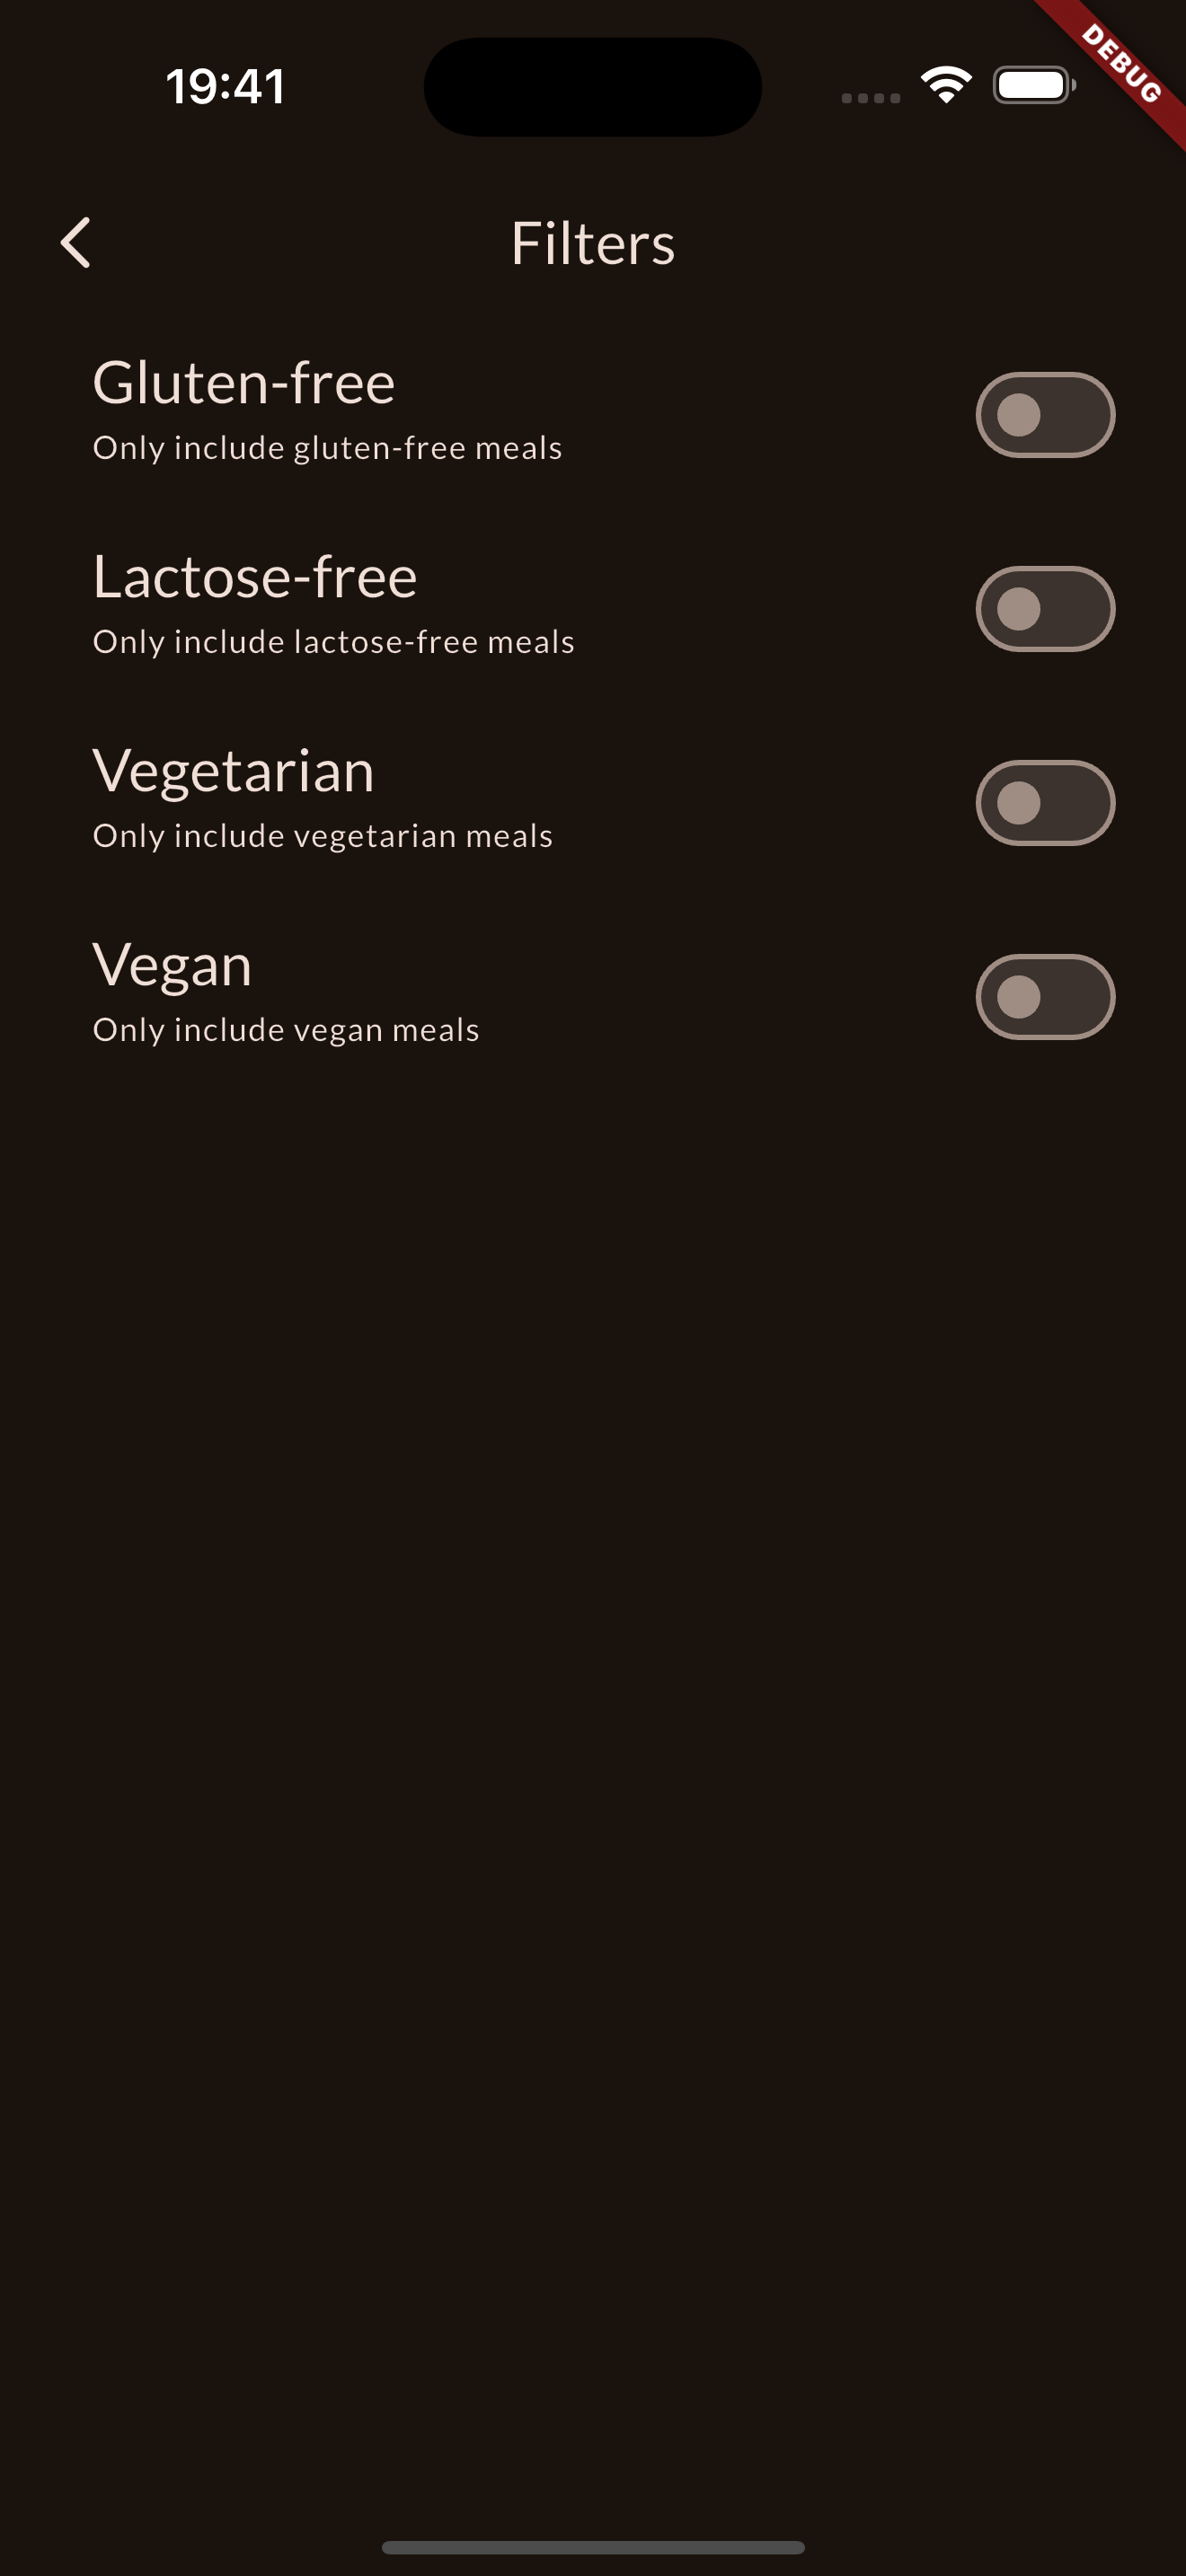 19:41
DEBUG
Filters
Gluten-free
Only include gluten-free meals
Lactose-free
Only include lactose-free meals
Vegetarian
Only include vegetarian meals
Vegan
Only include vegan meals